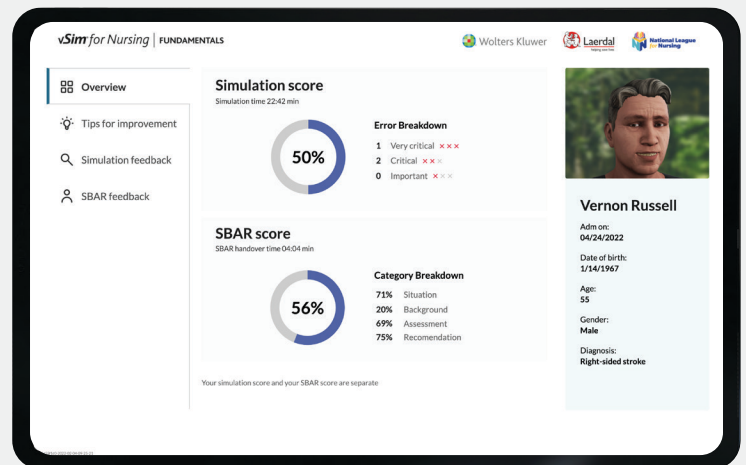 vSim for Nursing | FUNDAMENTALS
Wolters Kluwer
Laerdal
helping save lives
National League
for Nursing
Overview
Tips for improvement
Simulation feedback
SBAR feedback
Simulation score
Simulation time 22:42 min
50%
Error Breakdown
1 Very critical ×××
2 Critical ×××
0 Important ×××
SBAR score
SBAR handover time 04:04 min
56%
Category Breakdown
71% Situation
20% Background
69% Assessment
75% Recomendation
Your simulation score and your SBAR score are separate
Vernon Russell
Adm on:
04/24/2022
Date of birth:
1/14/1967
Age:
55
Gender:
Male
Diagnosis:
Right-sided stroke